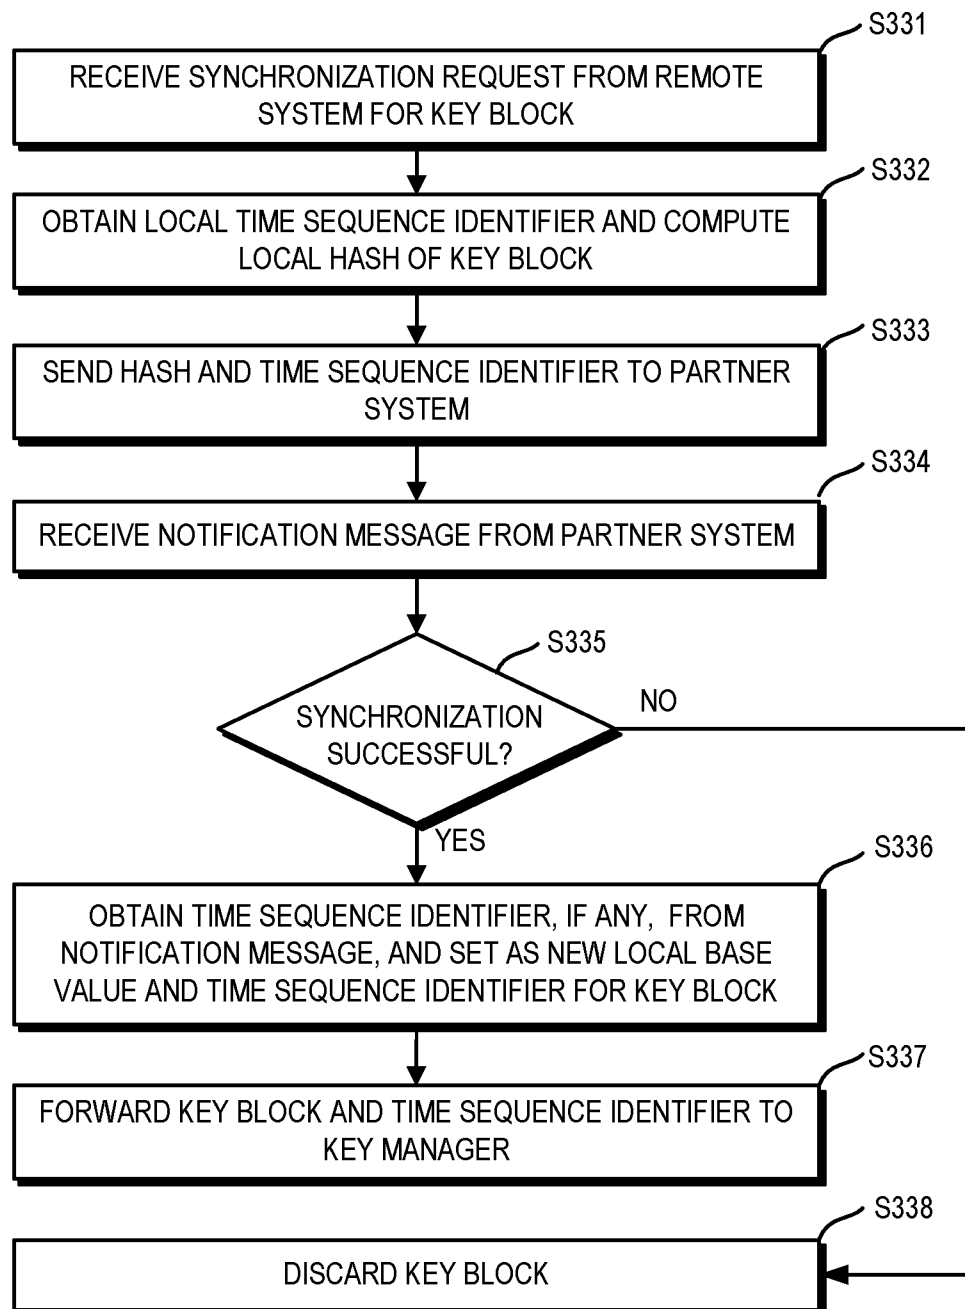 S331
RECEIVE SYNCHRONIZATION REQUEST FROM REMOTE
SYSTEM FOR KEY BLOCK
S332
OBTAIN LOCAL TIME SEQUENCE IDENTIFIER AND COMPUTE
LOCAL HASH OF KEY BLOCK
S333
SEND HASH AND TIME SEQUENCE IDENTIFIER TO PARTNER
SYSTEM
S334
RECEIVE NOTIFICATION MESSAGE FROM PARTNER SYSTEM
S335
SYNCHRONIZATION
SUCCESSFUL?
NO
YES
S336
OBTAIN TIME SEQUENCE IDENTIFIER, IF ANY, FROM
NOTIFICATION MESSAGE, AND SET AS NEW LOCAL BASE
VALUE AND TIME SEQUENCE IDENTIFIER FOR KEY BLOCK
S337
FORWARD KEY BLOCK AND TIME SEQUENCE IDENTIFIER TO
KEY MANAGER
S338
DISCARD KEY BLOCK